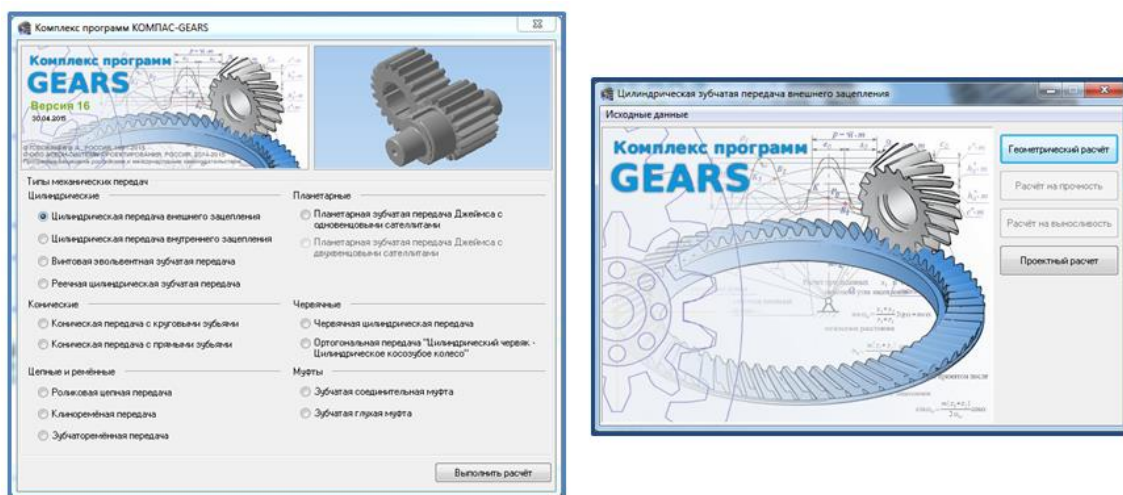 Комплекс программ КОМПАС-GEARS
Комплекс программ
GEARS
Версия 16
30.04.2015
Типы механических передач
Цилиндрические
Цилиндрическая передача внешнего зацепления
Цилиндрическая передача внутреннего зацепления
Винтовая эвольвентная зубчатая передача
Реечная цилиндрическая зубчатая передача
Конические
Коническая передача с круговыми зубьями
Коническая передача с прямыми зубьями
Цепные и ремённые
Роликовая цепная передача
Клиноремённая передача
Зубчаторемённая передача
Планетарные
Планетарная зубчатая передача Джеймса с
одновенцовыми сателлитами
Планетарная зубчатая передача Джеймса с
двухвенцовыми сателлитами
Червячные
Червячная цилиндрическая передача
Ортогональная передача "Цилиндрический червяк -
Цилиндрическое косозубое колесо"
Муфты
Зубчатая соединительная муфта
Зубчатая глухая муфта
Выполнить расчёт
Цилиндрическая зубчатая передача внешнего зацепления
Исходные данные
Комплекс программ
GEARS
Геометрический расчёт
Расчёт на прочность
Расчёт на выносливость
Проектный расчет